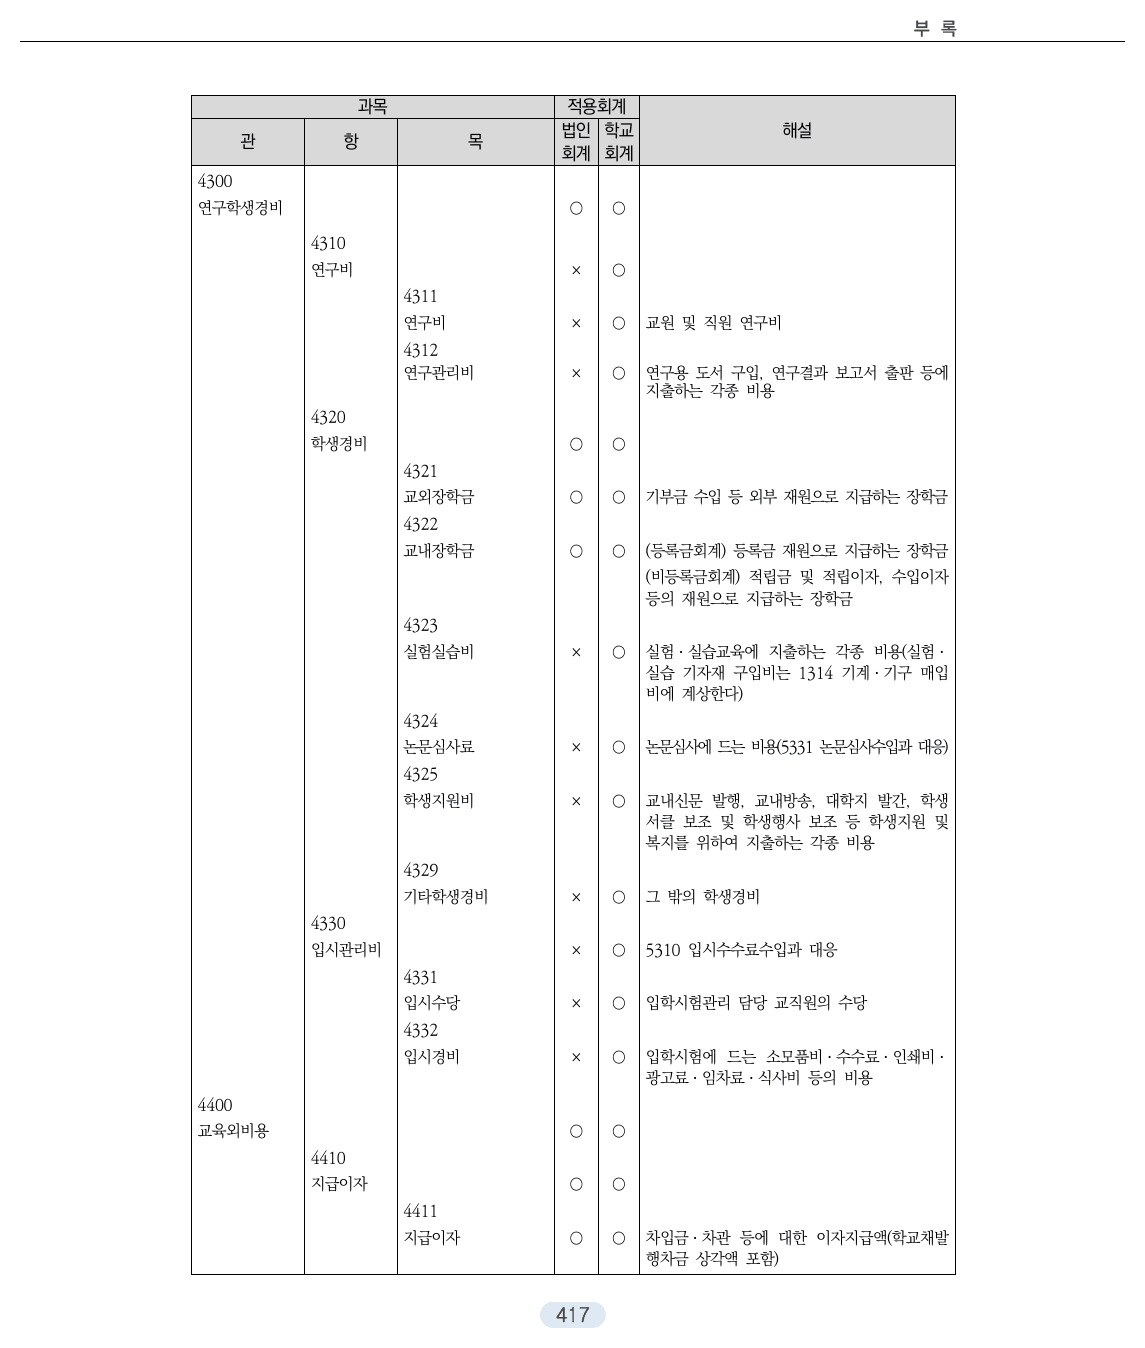 부 록
과목 적용회계 해설
관 항 목 법인 학교
회계 회계
4300
연구학생경비 ○ ○
4310
연구비 × ○
4311
연구비 × ○ 교원 및 직원 연구비
4312
연구관리비 × ○ 연구용 도서 구입, 연구결과 보고서 출판 등에
지출하는 각종 비용
4320
학생경비 ○ ○
4321
교외장학금 ○ ○ 기부금 수입 등 외부 재원으로 지급하는 장학금
4322
교내장학금 ○ ○ (등록금회계) 등록금 재원으로 지급하는 장학금
(비등록금회계) 적립금 및 적립이자, 수입이자
등의 재원으로 지급하는 장학금
4323
실험실습비 × ○ 실험·실습교육에 지출하는 각종 비용(실험·
실습 기자재 구입비는 1314 기계·기구 매입
비에 계상한다)
4324
논문심사료 × ○ 논문심사에 드는 비용(5331 논문심사수입과 대응)
4325
학생지원비 × ○ 교내신문 발행, 교내방송, 대학지 발간, 학생
서클 보조 및 학생행사 보조 등 학생지원 및
복지를 위하여 지출하는 각종 비용
4329
기타학생경비 × ○ 그 밖의 학생경비
4330
입시관리비 × ○ 5310 입시수수료수입과 대응
4331
입시수당 × ○ 입학시험관리 담당 교직원의 수당
4332
입시경비 × ○ 입학시험에 드는 소모품비·수수료·인쇄비·
광고료·임차료·식사비 등의 비용
4400
교육외비용 ○ ○
4410
지급이자 ○ ○
4411
지급이자 ○ ○ 차입금·차관 등에 대한 이자지급액(학교채발
행차금 상각액 포함)
417